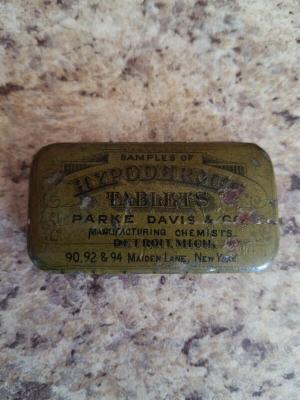 SAMPLES OF
HYPODERMIC
TABLETS
PARKE DAVIS & CO
MANUFACTURING CHEMISTS.
DETROIT, MICH.
90, 92 & 94 MAIDEN LANE, NEW YORK